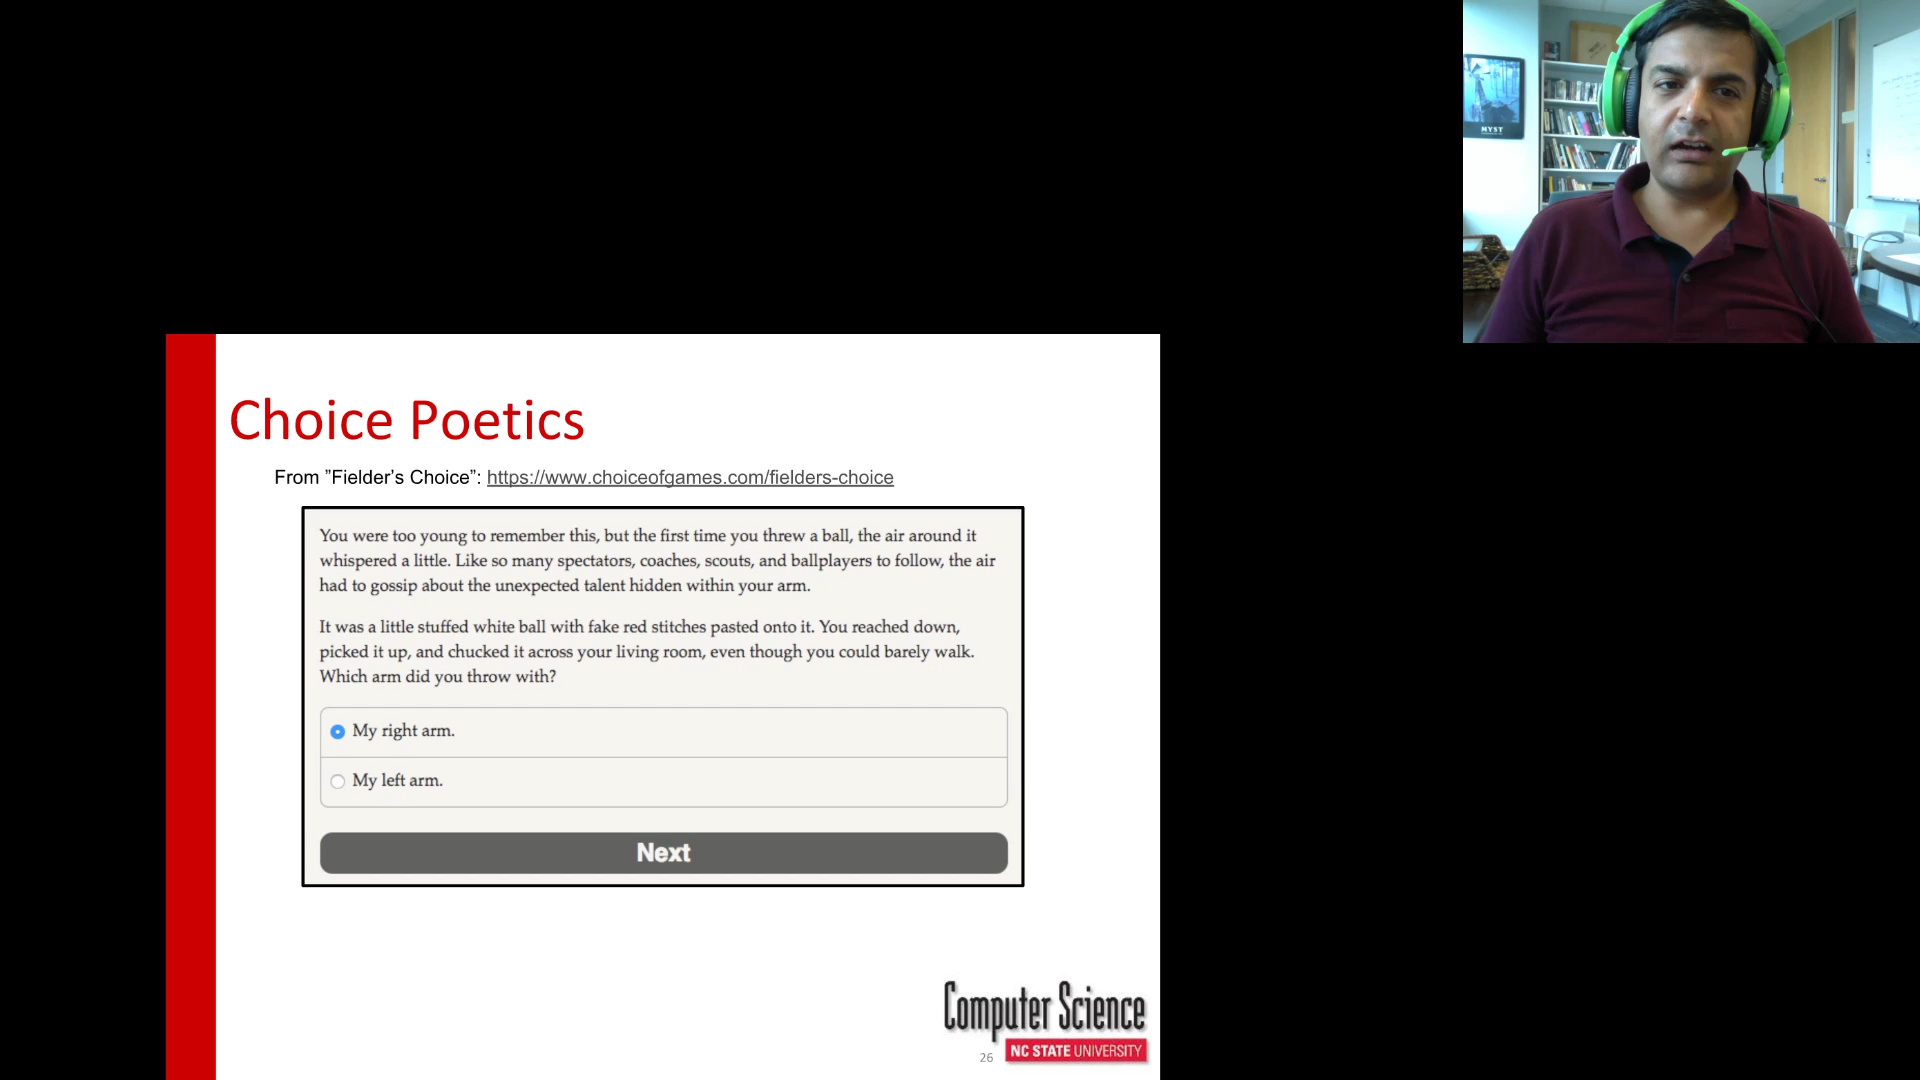 MYST
Choice Poetics
From ”Fielder’s Choice”: https://www.choiceofgames.com/fielders-choice
You were too young to remember this, but the first time you threw a ball, the air around it
whispered a little. Like so many spectators, coaches, scouts, and ballplayers to follow, the air
had to gossip about the unexpected talent hidden within your arm.
It was a little stuffed white ball with fake red stitches pasted onto it. You reached down,
picked it up, and chucked it across your living room, even though you could barely walk.
Which arm did you throw with?
My right arm.
My left arm.
Next
Computer Science
26
NC STATE UNIVERSITY